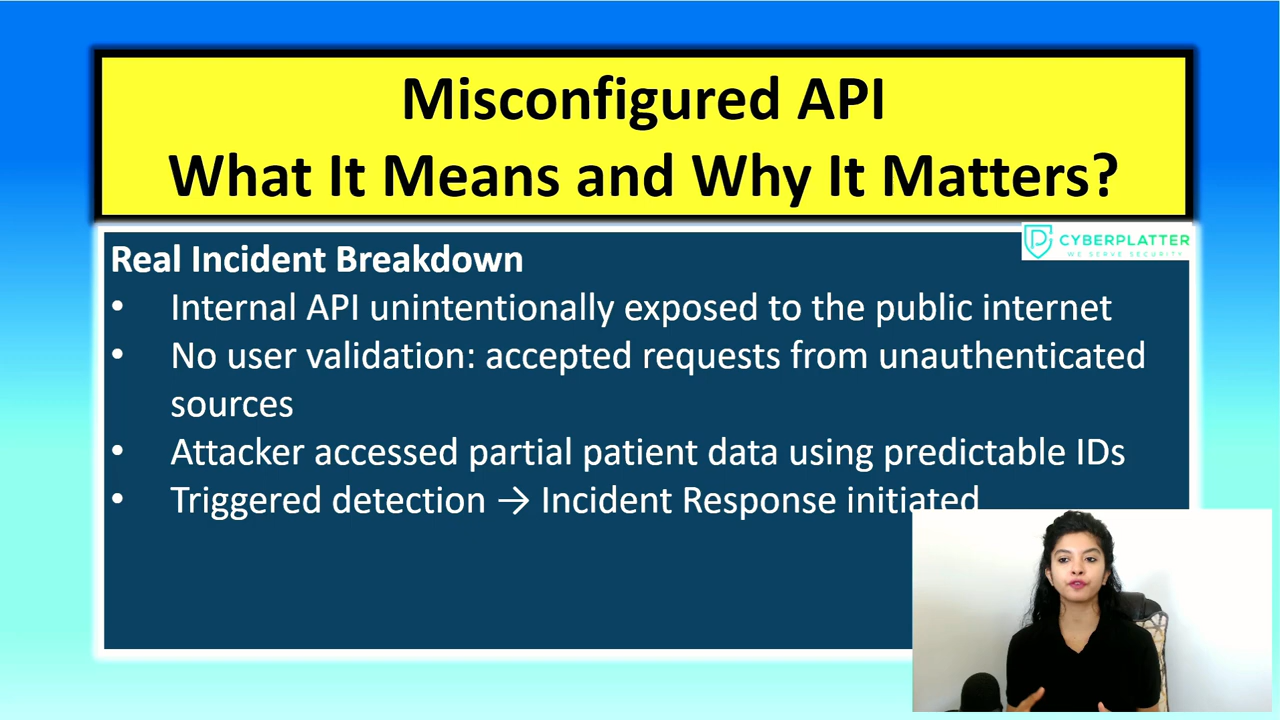 Misconfigured API
What It Means and Why It Matters?
CYBERPLATTER
WE SERVE SECURITY
Real Incident Breakdown
• Internal API unintentionally exposed to the public internet
• No user validation: accepted requests from unauthenticated
sources
• Attacker accessed partial patient data using predictable IDs
• Triggered detection → Incident Response initiated